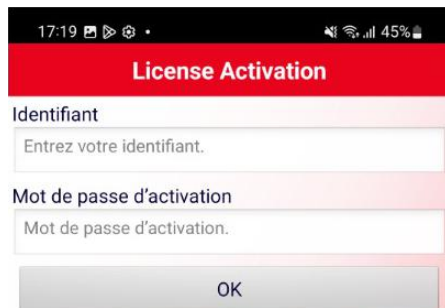 17:19 45%
License Activation
Identifiant
Entrez votre identifiant.
Mot de passe d'activation
Mot de passe d'activation.
OK